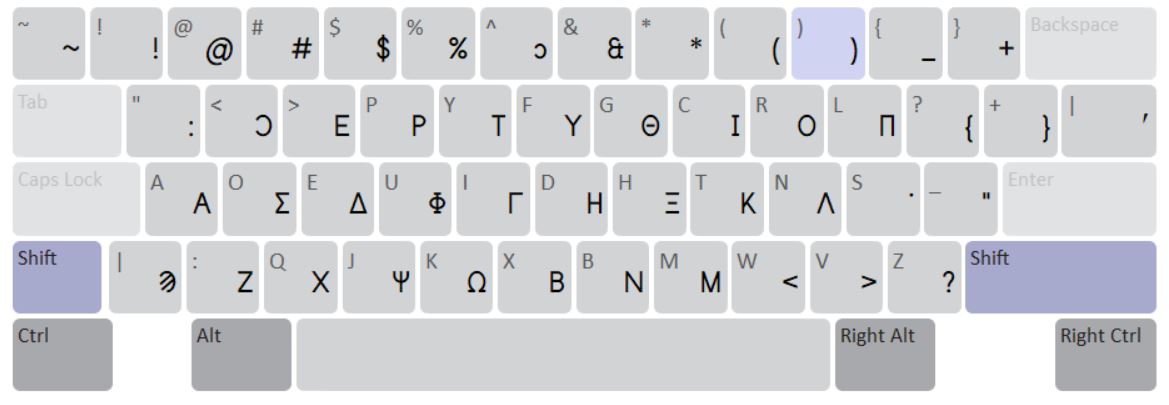 ~ ~ ! ! @ @ # # $ $ % % ^ ͻ & & * * ( ( ) ) { _ } + Backspace
Tab " : < Ͻ > Ε P Ρ Y Τ F Υ G Θ C Ι R Ο L Π ? { + } | ʹ
Caps Lock A Α O Σ E Δ U Φ I Γ D Η H Ξ T Κ N Λ S · _ " Enter
Shift | ϡ : Ζ Q Χ J Ψ K Ω X Β B Ν M Μ W < V > Z ? Shift
Ctrl Alt Right Alt Right Ctrl